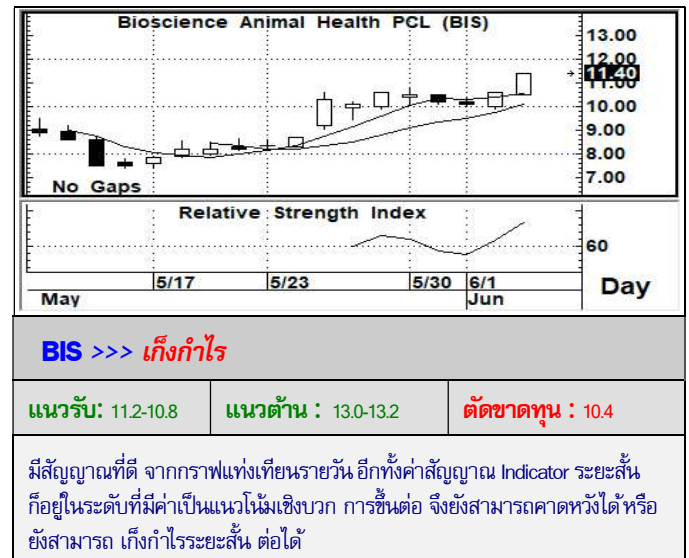 Bioscience Animal Health PCL (BIS)
13.00
12.00
11.40
11.00
10.00
9.00
8.00
7.00
No Gaps
Relative Strength Index
60
5/17 5/23 5/30 6/1
May Jun
Day
BIS >>> เก็งกำไร
แนวรับ: 11.2-10.8 แนวต้าน : 13.0-13.2 ตัดขาดทุน : 10.4
มีสัญญาณที่ดี จากกราฟแท่งเทียนรายวัน อีกทั้งค่าสัญญาณ Indicator ระยะสั้น
ก็อยู่ในระดับที่มีค่าเป็นแนวโน้มเชิงบวก การขึ้นต่อ จึงยังสามารถคาดหวังได้ หรือ
ยังสามารถ เก็งกำไรระยะสั้น ต่อได้